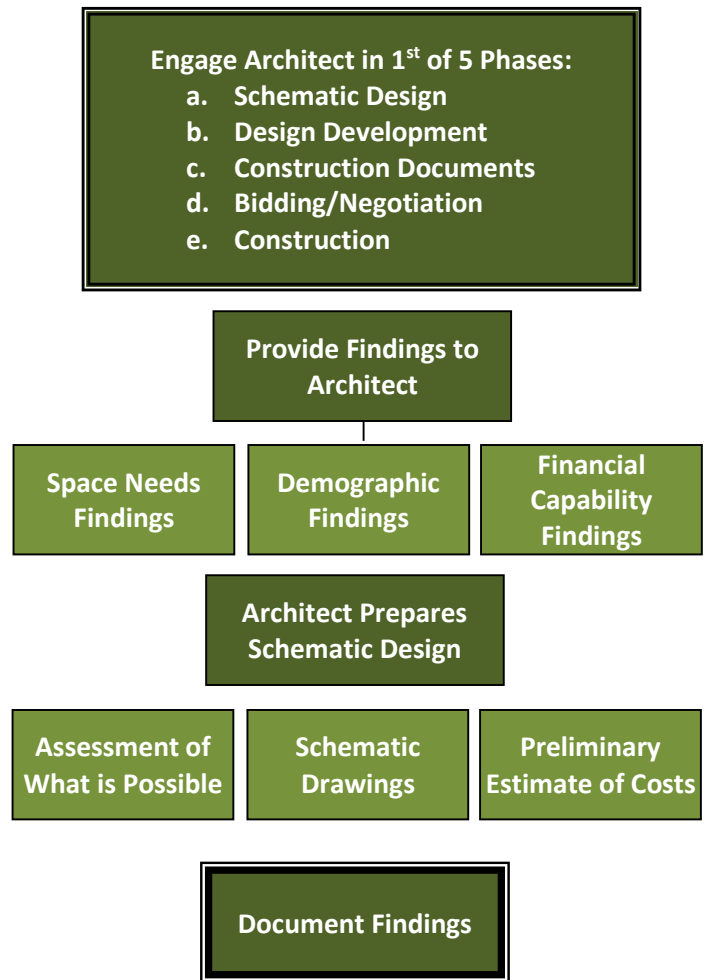 Engage Architect in 1st of 5 Phases:
a. Schematic Design
b. Design Development
c. Construction Documents
d. Bidding/Negotiation
e. Construction
Provide Findings to
Architect
Space Needs
Findings
Demographic
Findings
Financial
Capability
Findings
Architect Prepares
Schematic Design
Assessment of
What is Possible
Schematic
Drawings
Preliminary
Estimate of Costs
Document Findings